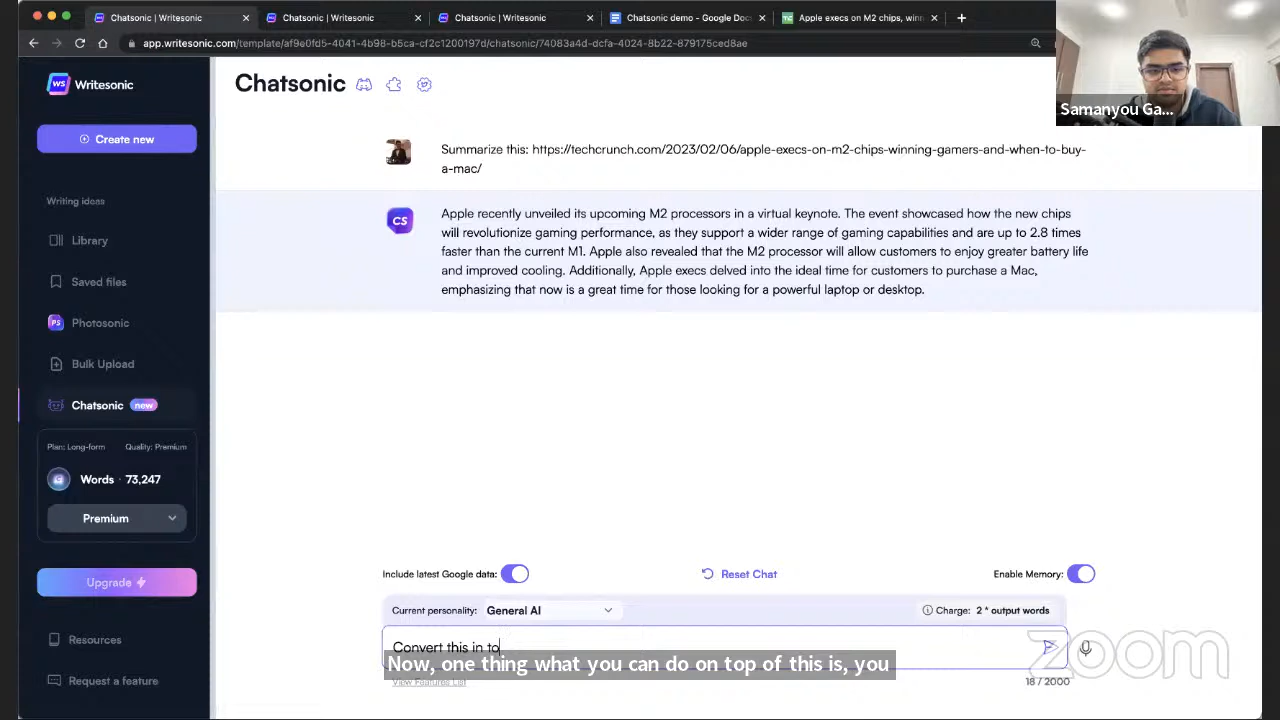 Chatsonic | Writesonic
Chatsonic | Writesonic
Chatsonic | Writesonic
Chatsonic demo - Google Docs
Apple execs on M2 chips, winn
app.writesonic.com/template/af9e0fd5-4041-4b98-b5ca-cf2c1200197d/chatsonic/74083a4d-dcfa-4024-8b22-879175ced8ae
Samanyou Ga...
WS Writesonic
Create new
Writing ideas
Library
Saved files
PS Photosonic
Bulk Upload
Chatsonic new
Plan: Long-form Quality: Premium
Words · 73,247
Premium
Upgrade
Resources
Request a feature
Chatsonic
Summarize this: https://techcrunch.com/2023/02/06/apple-execs-on-m2-chips-winning-gamers-and-when-to-buy-
a-mac/
CS
Apple recently unveiled its upcoming M2 processors in a virtual keynote. The event showcased how the new chips
will revolutionize gaming performance, as they support a wider range of gaming capabilities and are up to 2.8 times
faster than the current M1. Apple also revealed that the M2 processor will allow customers to enjoy greater battery life
and improved cooling. Additionally, Apple execs delved into the ideal time for customers to purchase a Mac,
emphasizing that now is a great time for those looking for a powerful laptop or desktop.
Include latest Google data:
Reset Chat
Enable Memory:
Current personality: General AI
Charge: 2 * output words
Convert this in to
Now, one thing what you can do on top of this is, you
View Features List
18 / 2000
zoom